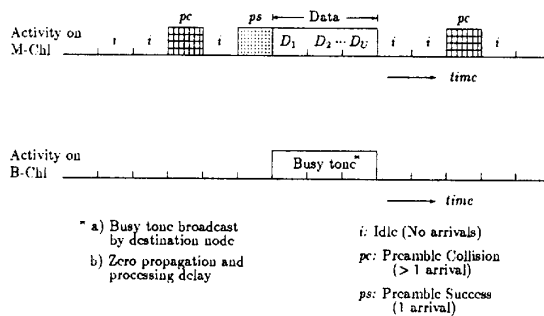 pc ps Data pc
Activity on
M-Chl
i i i D1 D2 ··· DU i i i
time
Activity on
B-Chl
Busy tone*
time
* a) Busy tone broadcast
by destination node
b) Zero propagation and
processing delay
i: Idle (No arrivals)
pc: Preamble Collision
(> 1 arrival)
ps: Preamble Success
(1 arrival)